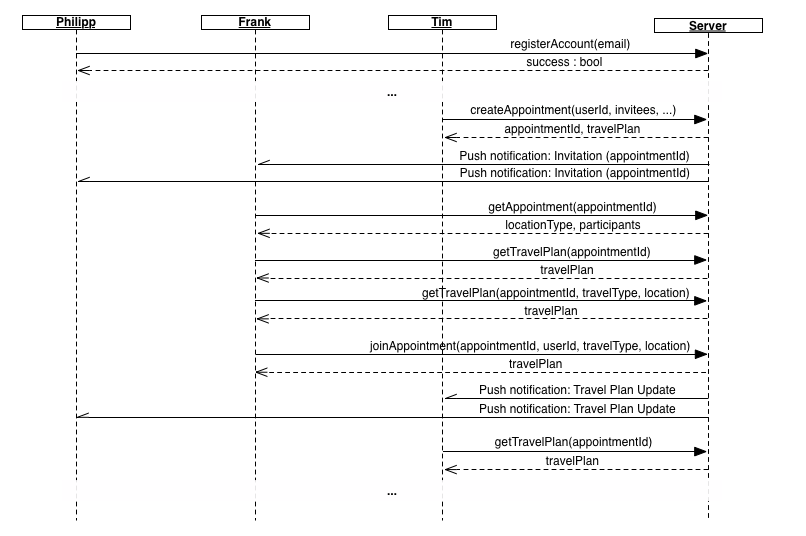 Philipp
Frank
Tim
Server
registerAccount(email)
success : bool
...
createAppointment(userId, invitees, ...)
appointmentId, travelPlan
Push notification: Invitation (appointmentId)
Push notification: Invitation (appointmentId)
getAppointment(appointmentId)
locationType, participants
getTravelPlan(appointmentId)
travelPlan
getTravelPlan(appointmentId, travelType, location)
travelPlan
joinAppointment(appointmentId, userId, travelType, location)
travelPlan
Push notification: Travel Plan Update
Push notification: Travel Plan Update
getTravelPlan(appointmentId)
travelPlan
...